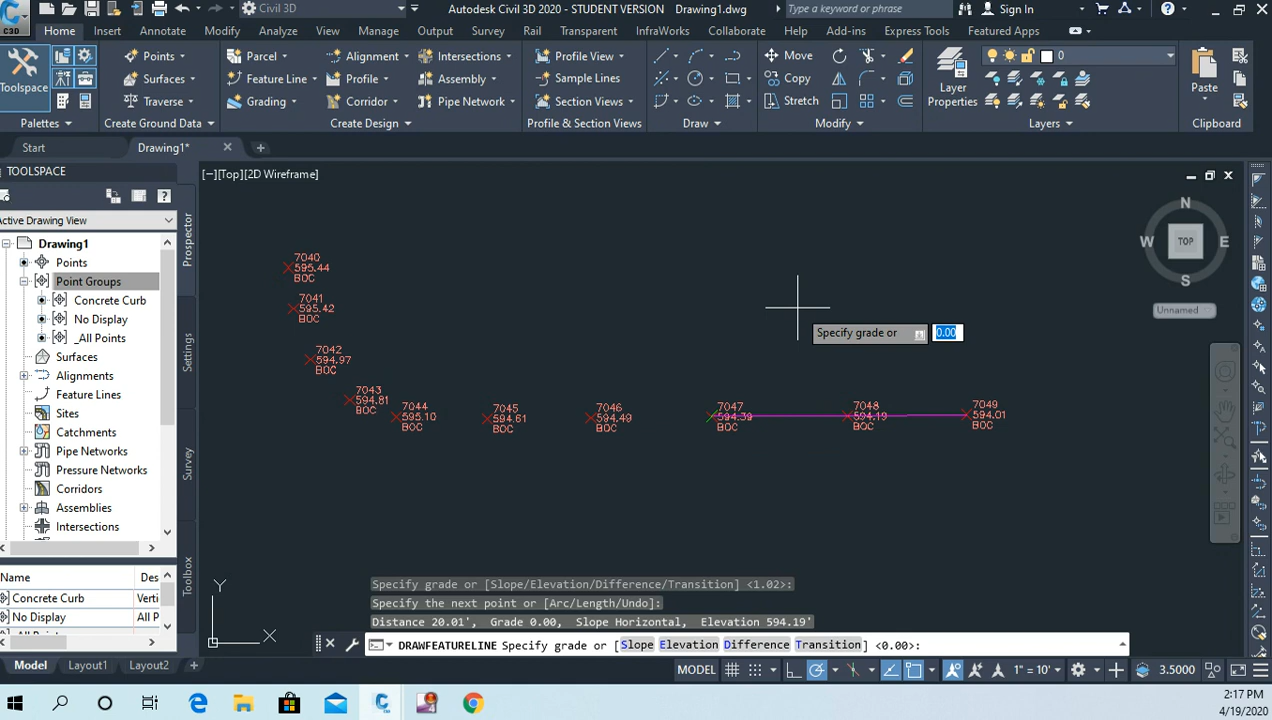 Civil 3D
Autodesk Civil 3D 2020 - STUDENT VERSION Drawing1.dwg
Type a keyword or phrase
Sign In
C3D
Home Insert Annotate Modify Analyze View Manage Output Survey Rail Transparent InfraWorks Collaborate Help Add-ins Express Tools Featured Apps
Toolspace
Points
Surfaces
Traverse
Parcel
Feature Line
Grading
Alignment
Profile
Corridor
Intersections
Assembly
Pipe Network
Profile View
Sample Lines
Section Views
Move
Copy
Stretch
Layer
Properties
0
Paste
Palettes Create Ground Data Create Design Profile & Section Views Draw Modify Layers Clipboard
Start Drawing1*
TOOLSPACE
Active Drawing View
Drawing1
Points
Point Groups
Concrete Curb
No Display
_All Points
Surfaces
Alignments
Feature Lines
Sites
Catchments
Pipe Networks
Pressure Networks
Corridors
Assemblies
Intersections
Name Des
Concrete Curb Verti
No Display All P
Prospector
Settings
Survey
Toolbox
[−][Top][2D Wireframe]
N
W TOP E
S
Unnamed
7040
595.44
BOC
7041
595.42
BOC
7042
594.97
BOC
7043
594.81
BOC
7044
595.10
BOC
7045
594.61
BOC
7046
594.49
BOC
7047
594.39
BOC
7048
594.19
BOC
7049
594.01
BOC
Specify grade or 0.00
Y
X
Specify grade or [Slope/Elevation/Difference/Transition] <1.02>:
Specify the next point or [Arc/Length/Undo]:
Distance 20.01', Grade 0.00, Slope Horizontal, Elevation 594.19'
DRAWFEATURELINE Specify grade or [Slope Elevation Difference Transition] <0.00>:
Model Layout1 Layout2 +
MODEL 1" = 10' 3.5000
2:17 PM
4/19/2020